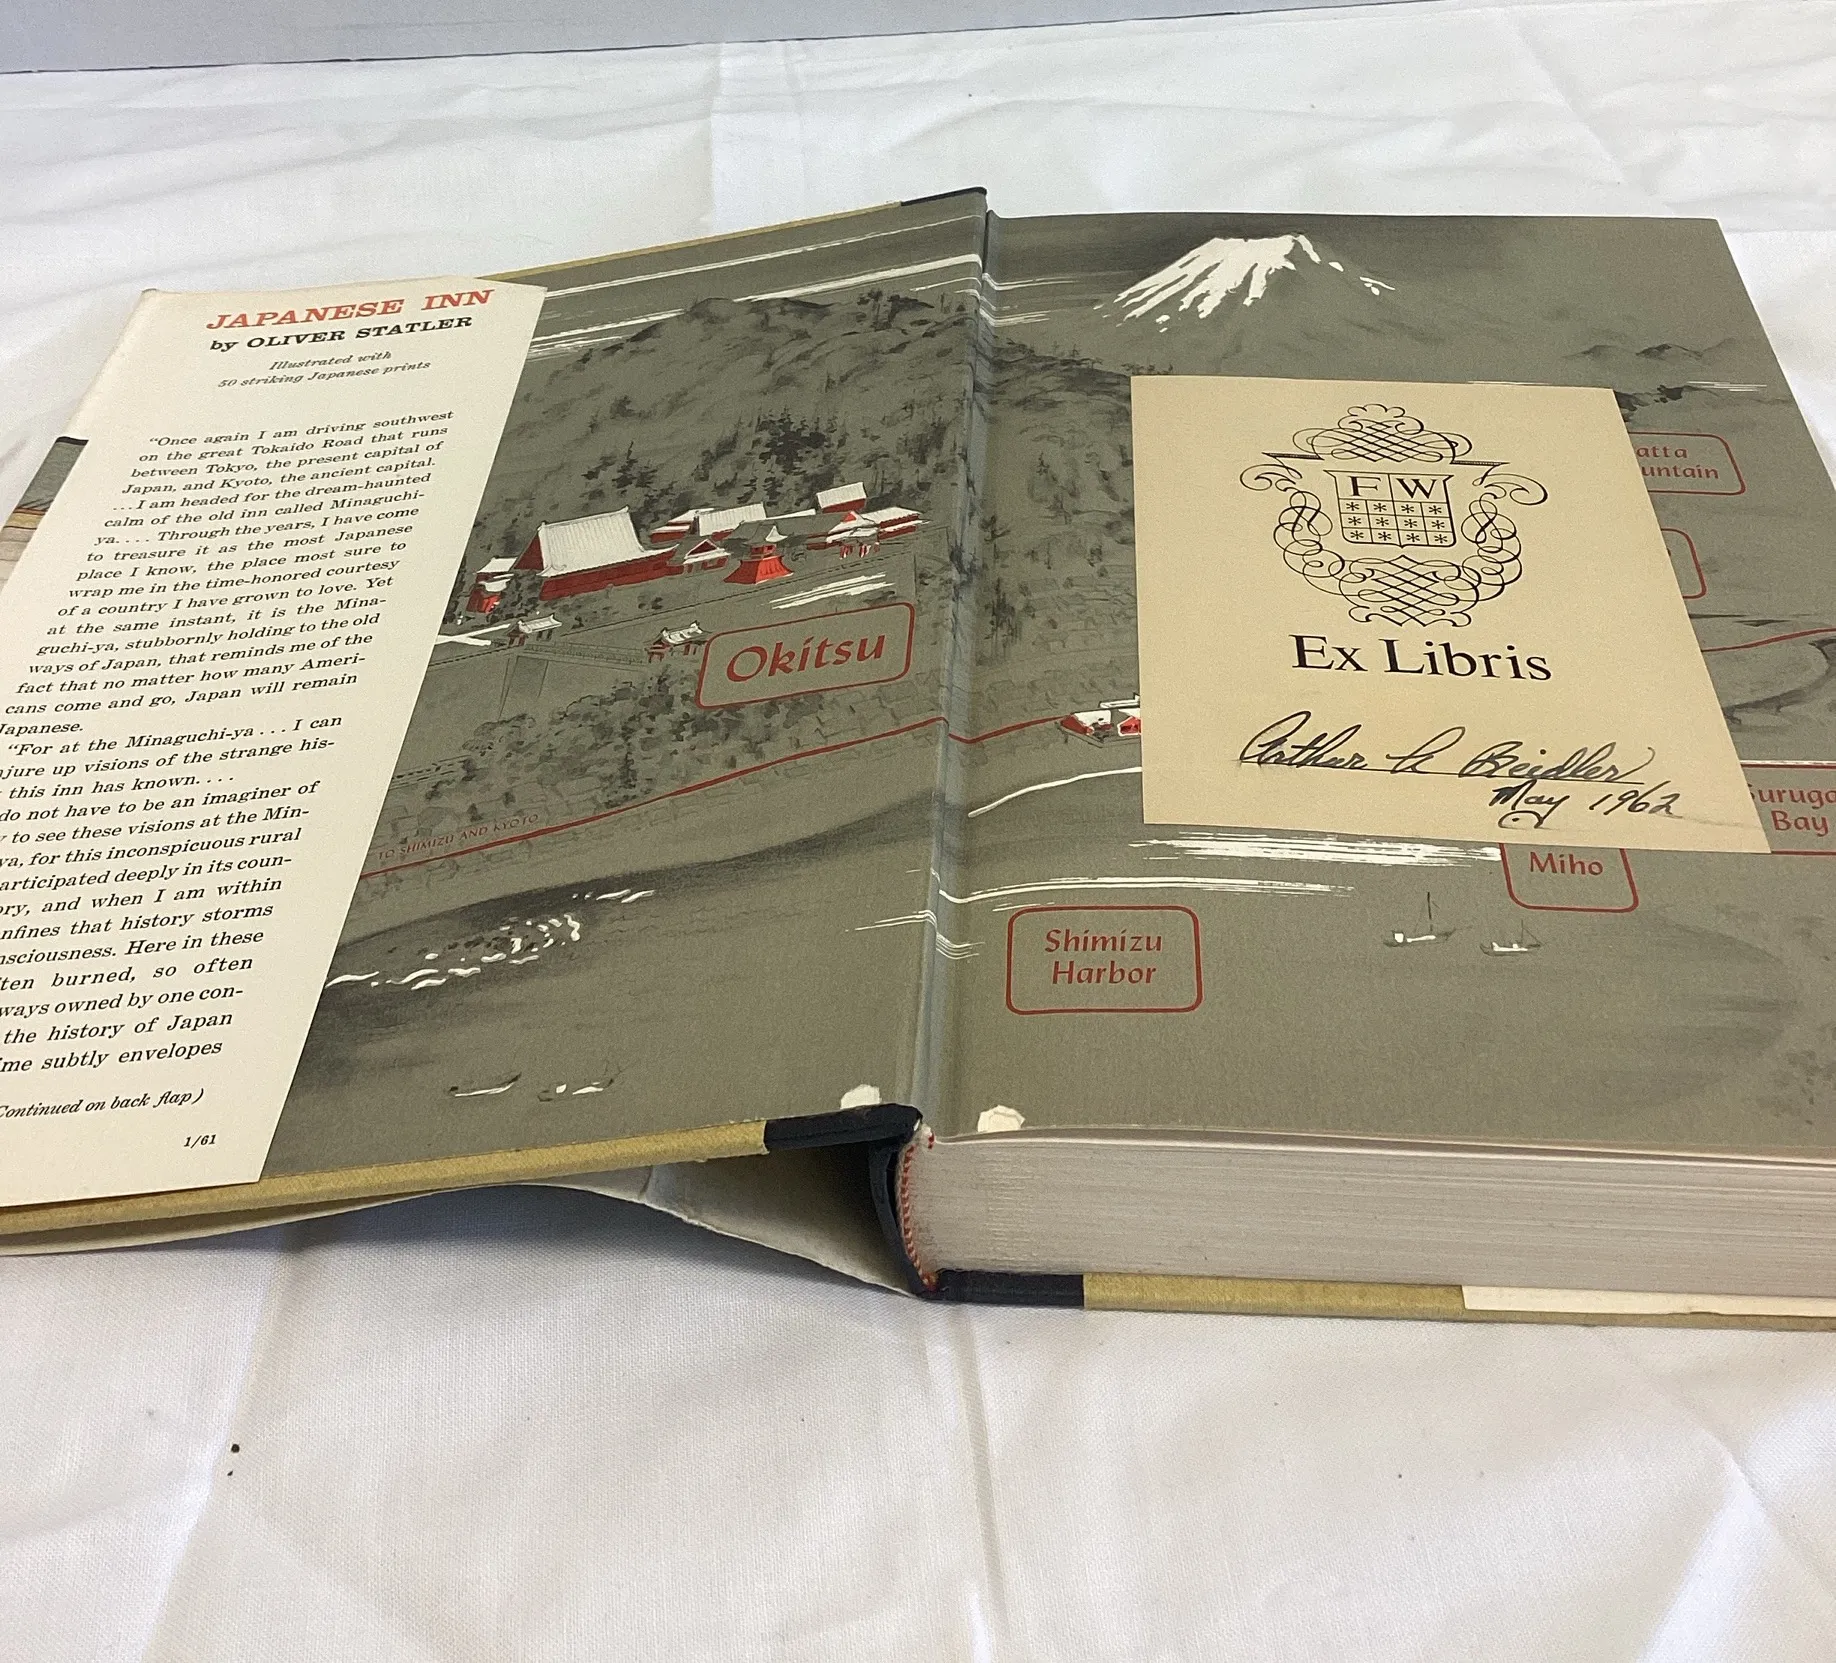 JAPANESE INN
by OLIVER STATLER
Illustrated with
50 striking Japanese prints
"Once again I am driving southwest
on the great Tokaido Road that runs
between Tokyo, the present capital of
Japan, and Kyoto, the ancient capital.
...I am headed for the dream-haunted
calm of the old inn called Minaguchi-
ya.... Through the years, I have come
to treasure it as the most Japanese
place I know, the place most sure to
wrap me in the time-honored courtesy
of a country I have grown to love. Yet
at the same instant, it is the Mina-
guchi-ya, stubbornly holding to the old
ways of Japan, that reminds me of the
fact that no matter how many Ameri-
cans come and go, Japan will remain
Japanese.
"For at the Minaguchi-ya... I can
njure up visions of the strange his-
this inn has known....
do not have to be an imaginer of
y to see these visions at the Min-
ya, for this inconspicuous rural
articipated deeply in its coun-
ory, and when I am within
nfines that history storms
nsciousness. Here in these
ten burned, so often
ways owned by one con-
the history of Japan
ime subtly envelopes
Continued on back flap)
1/61
Okitsu
TO SHIMIZU AND KYOTO
atta
untain
F W
Ex Libris
Arthur Beidler
May 1962
Suruga
Bay
Miho
Shimizu
Harbor